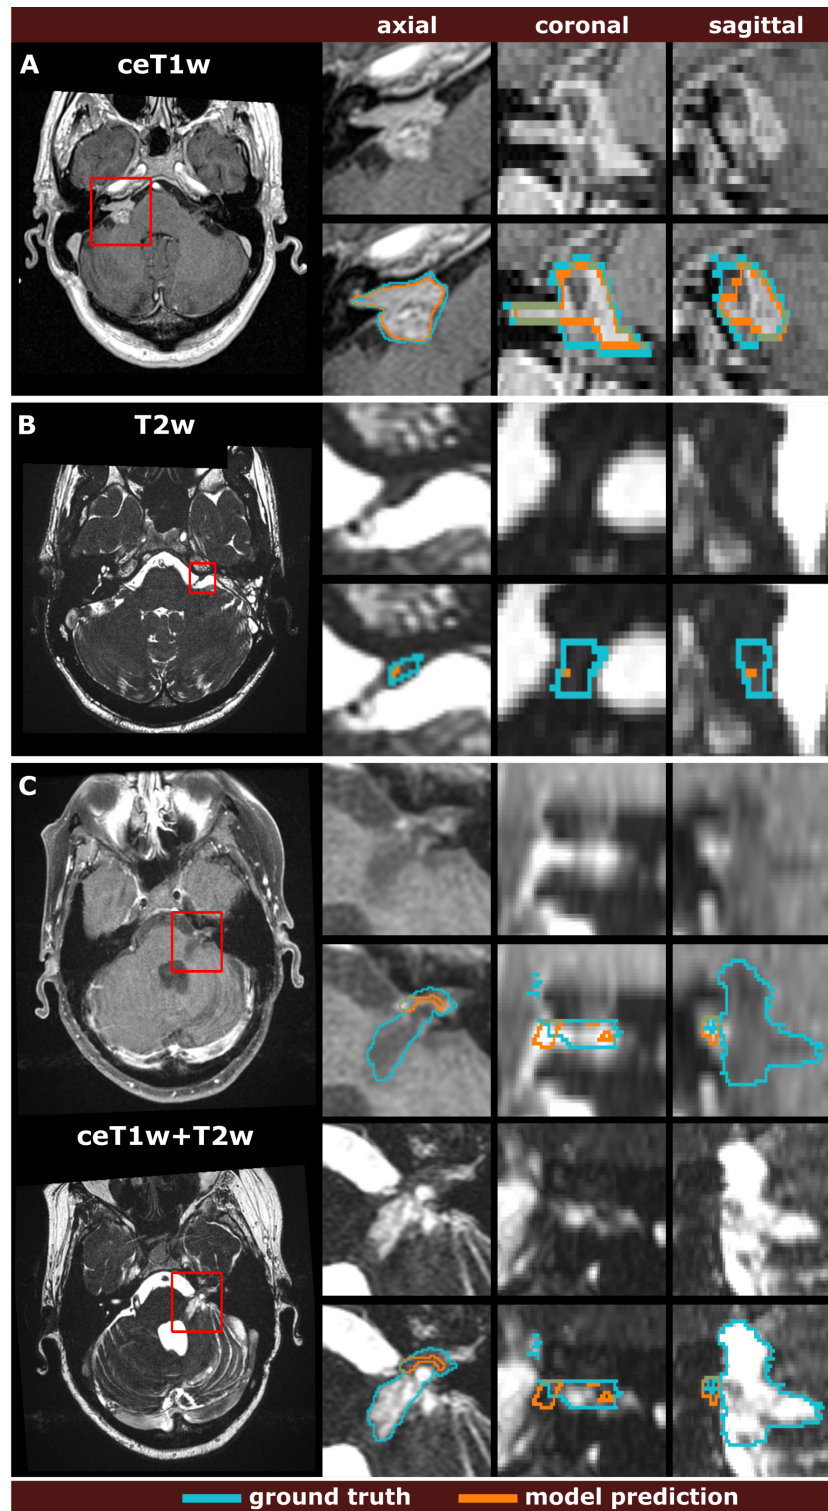 axial coronal sagittal
A ceT1w
B T2w
C
ceT1w+T2w
ground truth model prediction